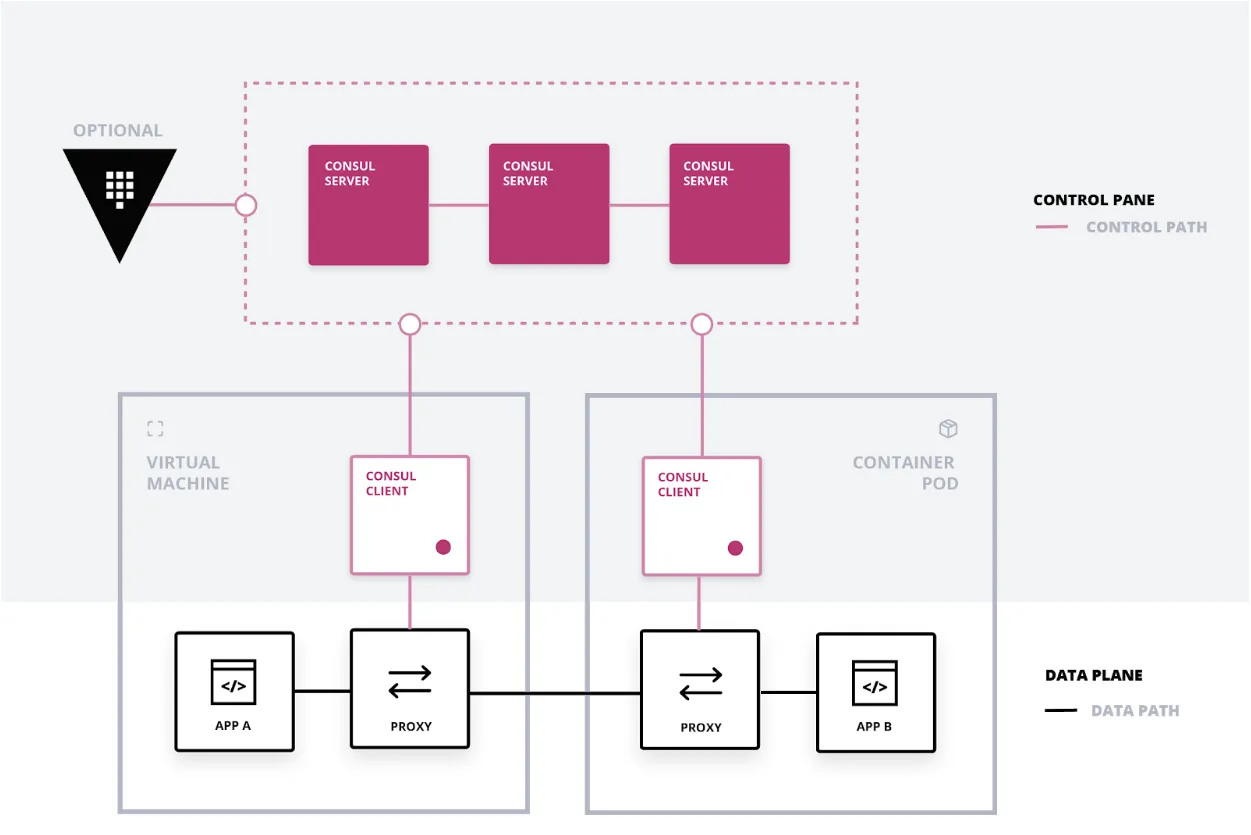 OPTIONAL
CONSUL
SERVER
CONSUL
SERVER
CONSUL
SERVER
CONTROL PANE
CONTROL PATH
VIRTUAL
MACHINE
CONSUL
CLIENT
CONSUL
CLIENT
CONTAINER
POD
</>
APP A
PROXY
PROXY
</>
APP B
DATA PLANE
DATA PATH